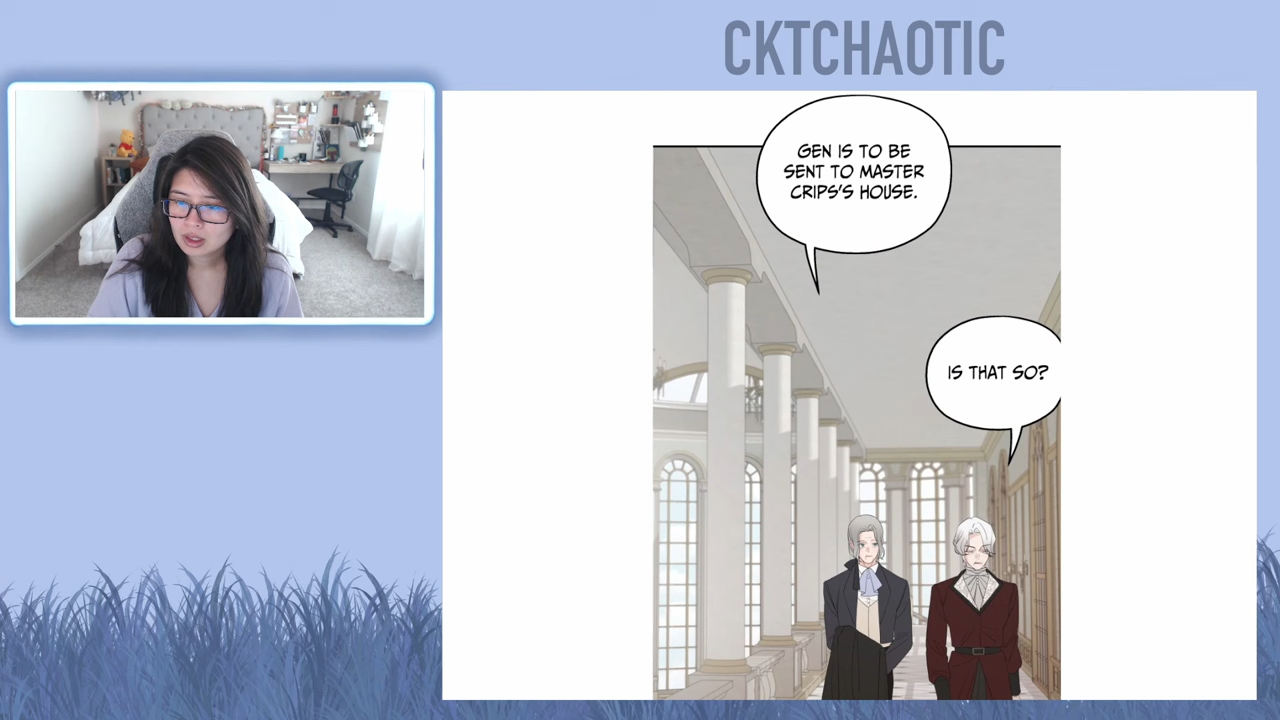 CKTCHAOTIC
GEN IS TO BE
SENT TO MASTER
CRIPS'S HOUSE.
IS THAT SO?